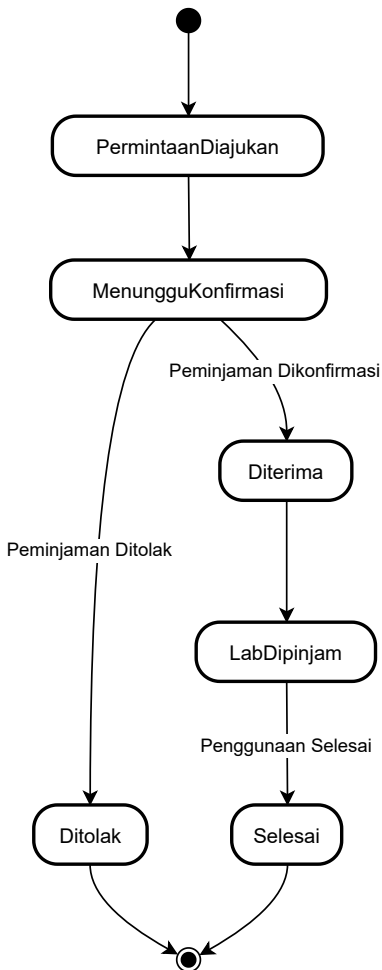 PermintaanDiajukan
MenungguKonfirmasi
Peminjaman Dikonfirmasi
Diterima
Peminjaman Ditolak
LabDipinjam
Penggunaan Selesai
Ditolak
Selesai